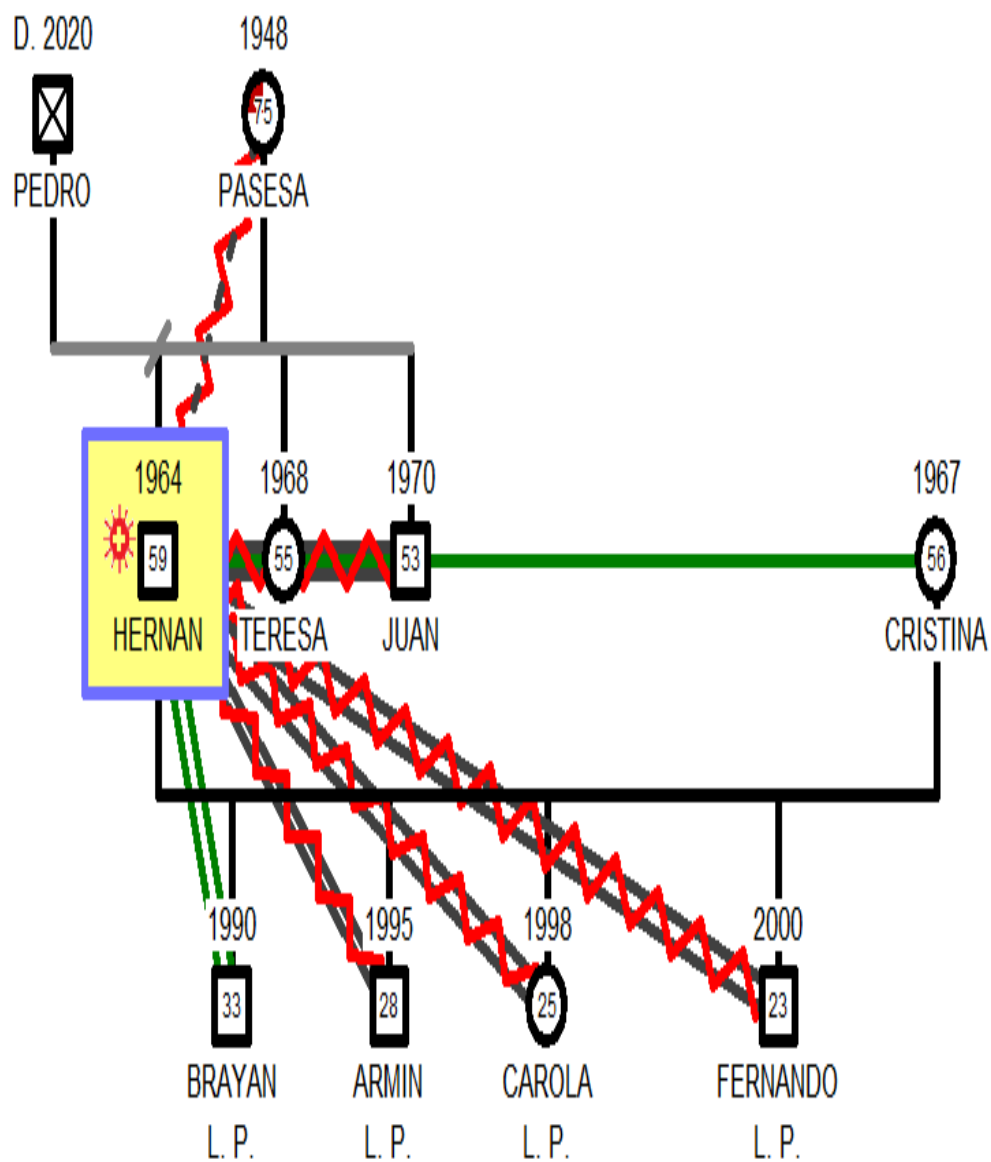 D. 2020 1948
75
PEDRO PASESA
1964 1968 1970 1967
59 55 53 56
HERNAN TERESA JUAN CRISTINA
1990 1995 1998 2000
33 28 25 23
BRAYAN ARMIN CAROLA FERNANDO
L. P. L. P. L. P. L. P.